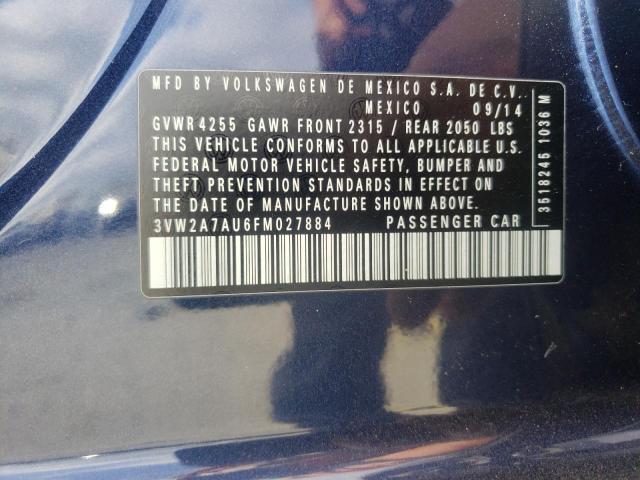 MFD BY VOLKSWAGEN DE MEXICO S.A. DE C.V.
MEXICO 09/14
GVWR 4255 GAWR FRONT 2315 / REAR 2050 LBS
THIS VEHICLE CONFORMS TO ALL APPLICABLE U.S.
FEDERAL MOTOR VEHICLE SAFETY, BUMPER AND
THEFT PREVENTION STANDARDS IN EFFECT ON
THE DATE OF MANUFACTURE SHOWN ABOVE.
3VW2A7AU6FM027884 PASSENGER CAR
3518245 1036 M